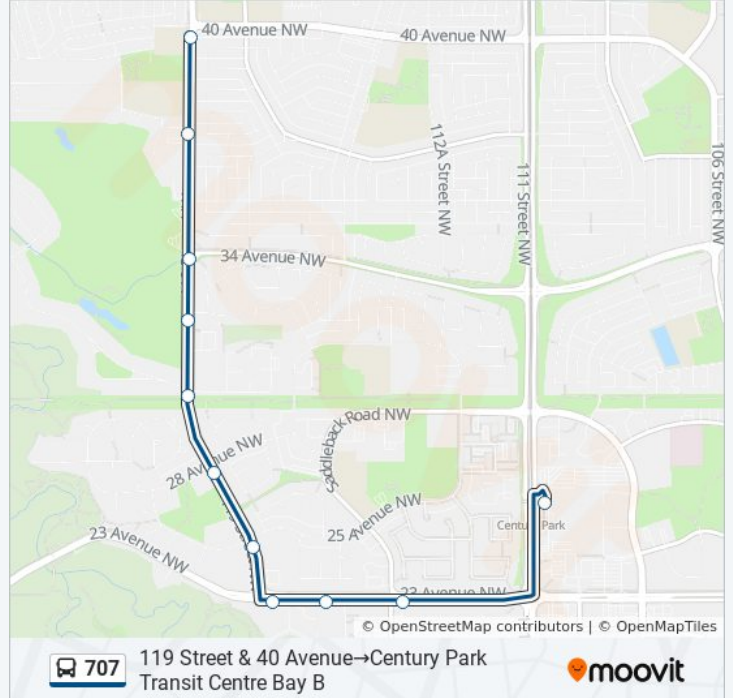 40 Avenue NW
40 Avenue NW
112A Street NW
111 Street NW
106 Street NW
34 Avenue NW
Saddleback Road NW
28 Avenue NW
25 Avenue NW
Century Park
23 Avenue NW
23 Avenue NW
© OpenStreetMap contributors | © OpenMapTiles
707
119 Street & 40 Avenue→Century Park
Transit Centre Bay B
moovit